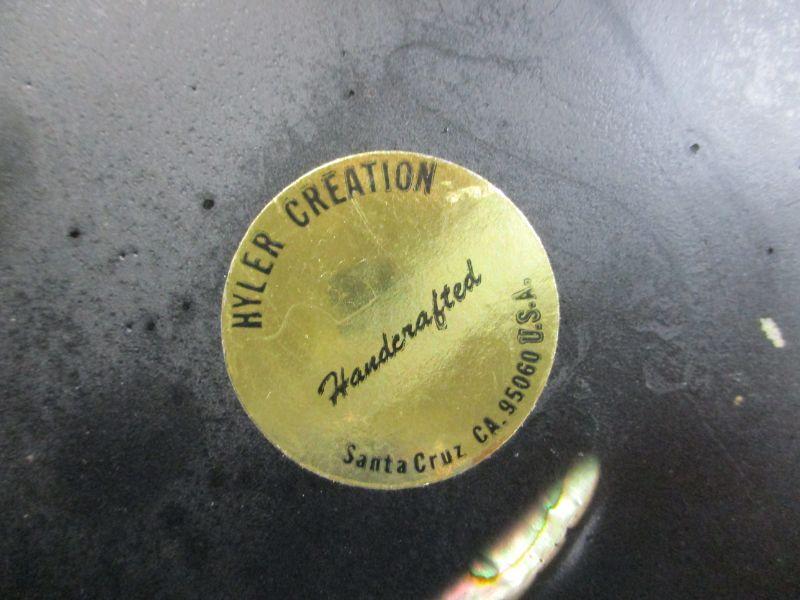 HYLER CREATION
Handcrafted
Santa Cruz CA. 95060 U.S.A.